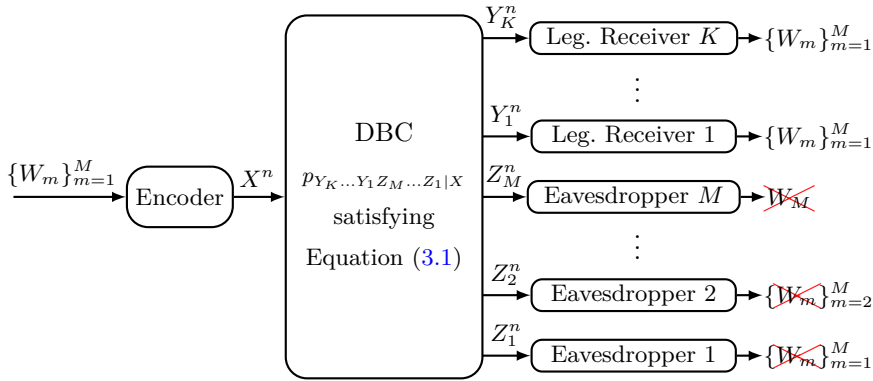 Y_K^n
Leg. Receiver K
{W_m}_{m=1}^M
⋮
Y_1^n
Leg. Receiver 1
{W_m}_{m=1}^M
{W_m}_{m=1}^M
Encoder
X^n
DBC
p_{Y_K...Y_1 Z_M...Z_1|X}
satisfying
Equation (3.1)
Z_M^n
Eavesdropper M
W_M
⋮
Z_2^n
Eavesdropper 2
{W_m}_{m=2}^M
Z_1^n
Eavesdropper 1
{W_m}_{m=1}^M